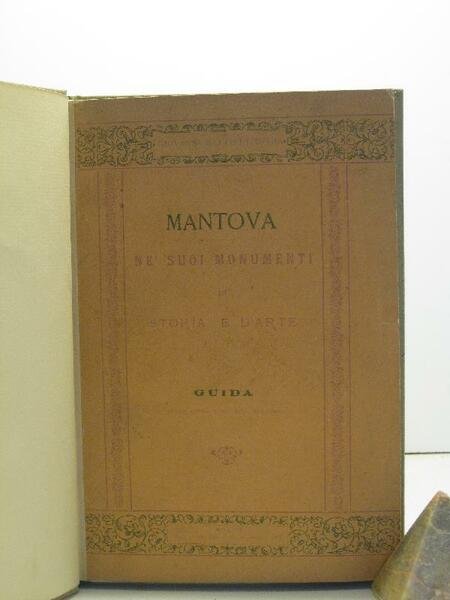 MANTOVA
NE' SUOI MONUMENTI
DI
STORIA E D'ARTE
GUIDA